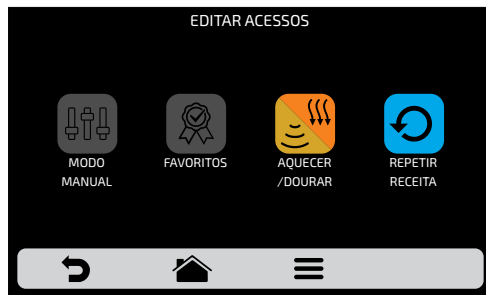 EDITAR ACESSOS
MODO
MANUAL
FAVORITOS
AQUECER
/DOURAR
REPETIR
RECEITA